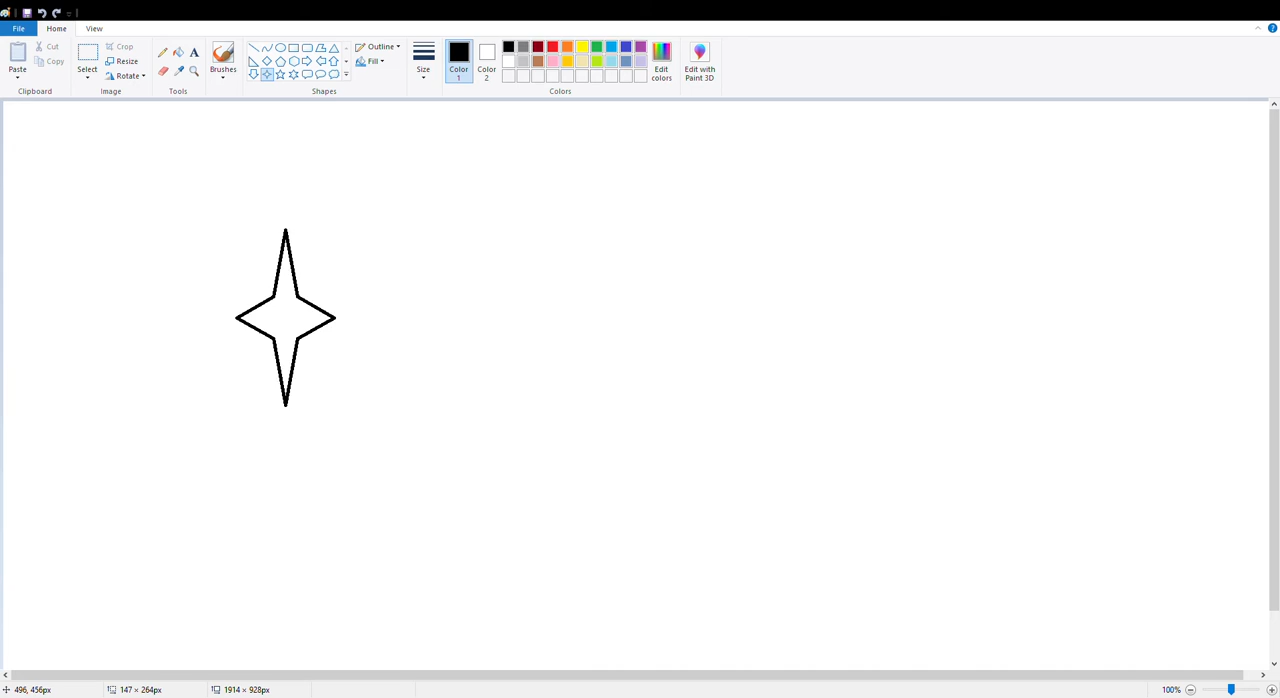 File Home View
Cut
Copy
Paste
Clipboard
Crop
Resize
Rotate
Select
Image
Tools
Brushes
Outline
Fill
Shapes
Size
Color
1
Color
2
Edit
colors
Colors
Edit with
Paint 3D
496, 456px 147 × 264px 1914 × 928px 100%